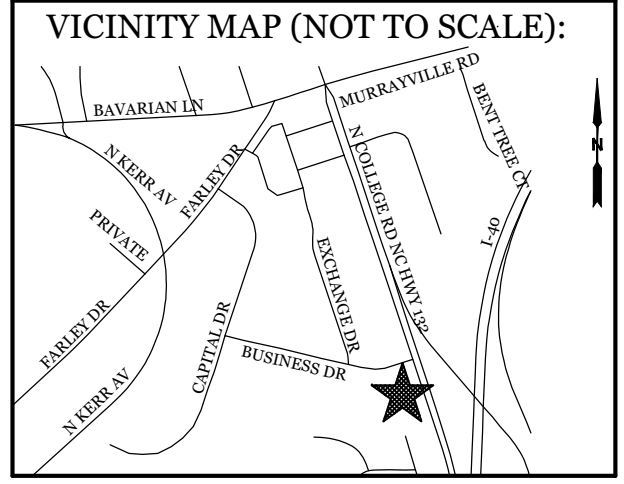 VICINITY MAP (NOT TO SCALE):
MURRAYVILLE RD
BAVARIAN LN
BENT TREE CT
N KERR AV
FARLEY DR
N COLLEGE RD NC HWY 132
N
PRIVATE
I-40
EXCHANGE DR
FARLEY DR
CAPITAL DR
BUSINESS DR
N KERR AV